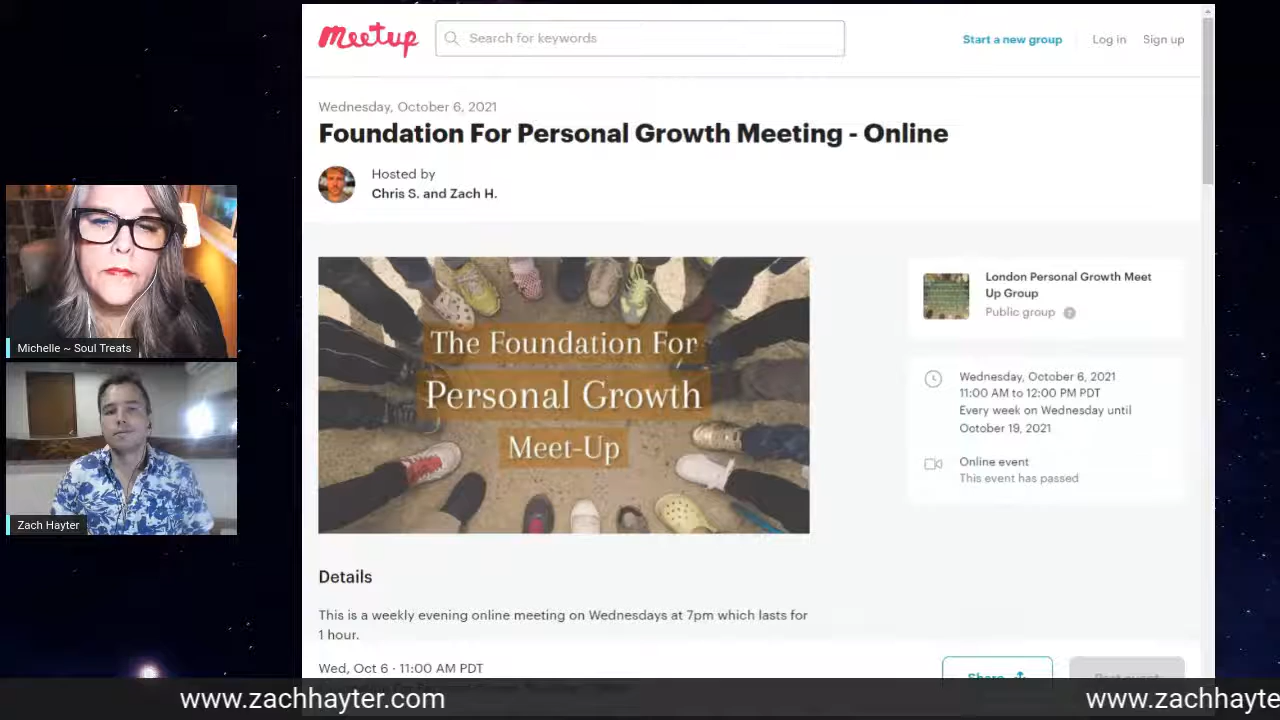 meetup
Search for keywords
Start a new group
Log in
Sign up
Wednesday, October 6, 2021
Foundation For Personal Growth Meeting - Online
Hosted by
Chris S. and Zach H.
Michelle ~ Soul Treats
Zach Hayter
The Foundation For
Personal Growth
Meet-Up
London Personal Growth Meet
Up Group
Public group ?
Wednesday, October 6, 2021
11:00 AM to 12:00 PM PDT
Every week on Wednesday until
October 19, 2021
Online event
This event has passed
Details
This is a weekly evening online meeting on Wednesdays at 7pm which lasts for
1 hour.
Wed, Oct 6 · 11:00 AM PDT
Share
Past event
www.zachhayter.com
www.zachhayte